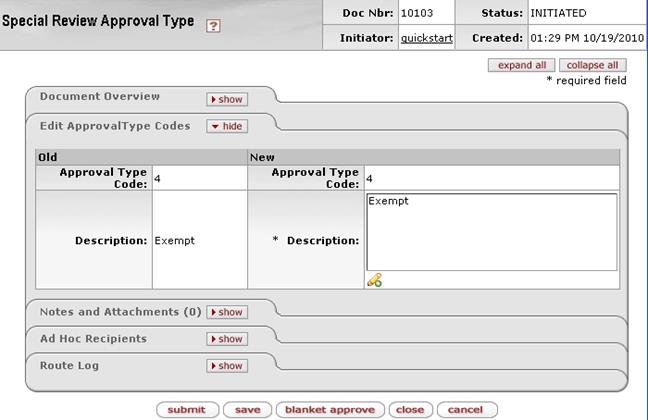 Special Review Approval Type ?
Doc Nbr: 10103 Status: INITIATED
Initiator: quickstart Created: 01:29 PM 10/19/2010
expand all collapse all
* required field
Document Overview show
Edit ApprovalType Codes hide
Old New
Approval Type Code: 4 Approval Type Code: 4
Description: Exempt * Description: Exempt
Notes and Attachments (0) show
Ad Hoc Recipients show
Route Log show
submit save blanket approve close cancel